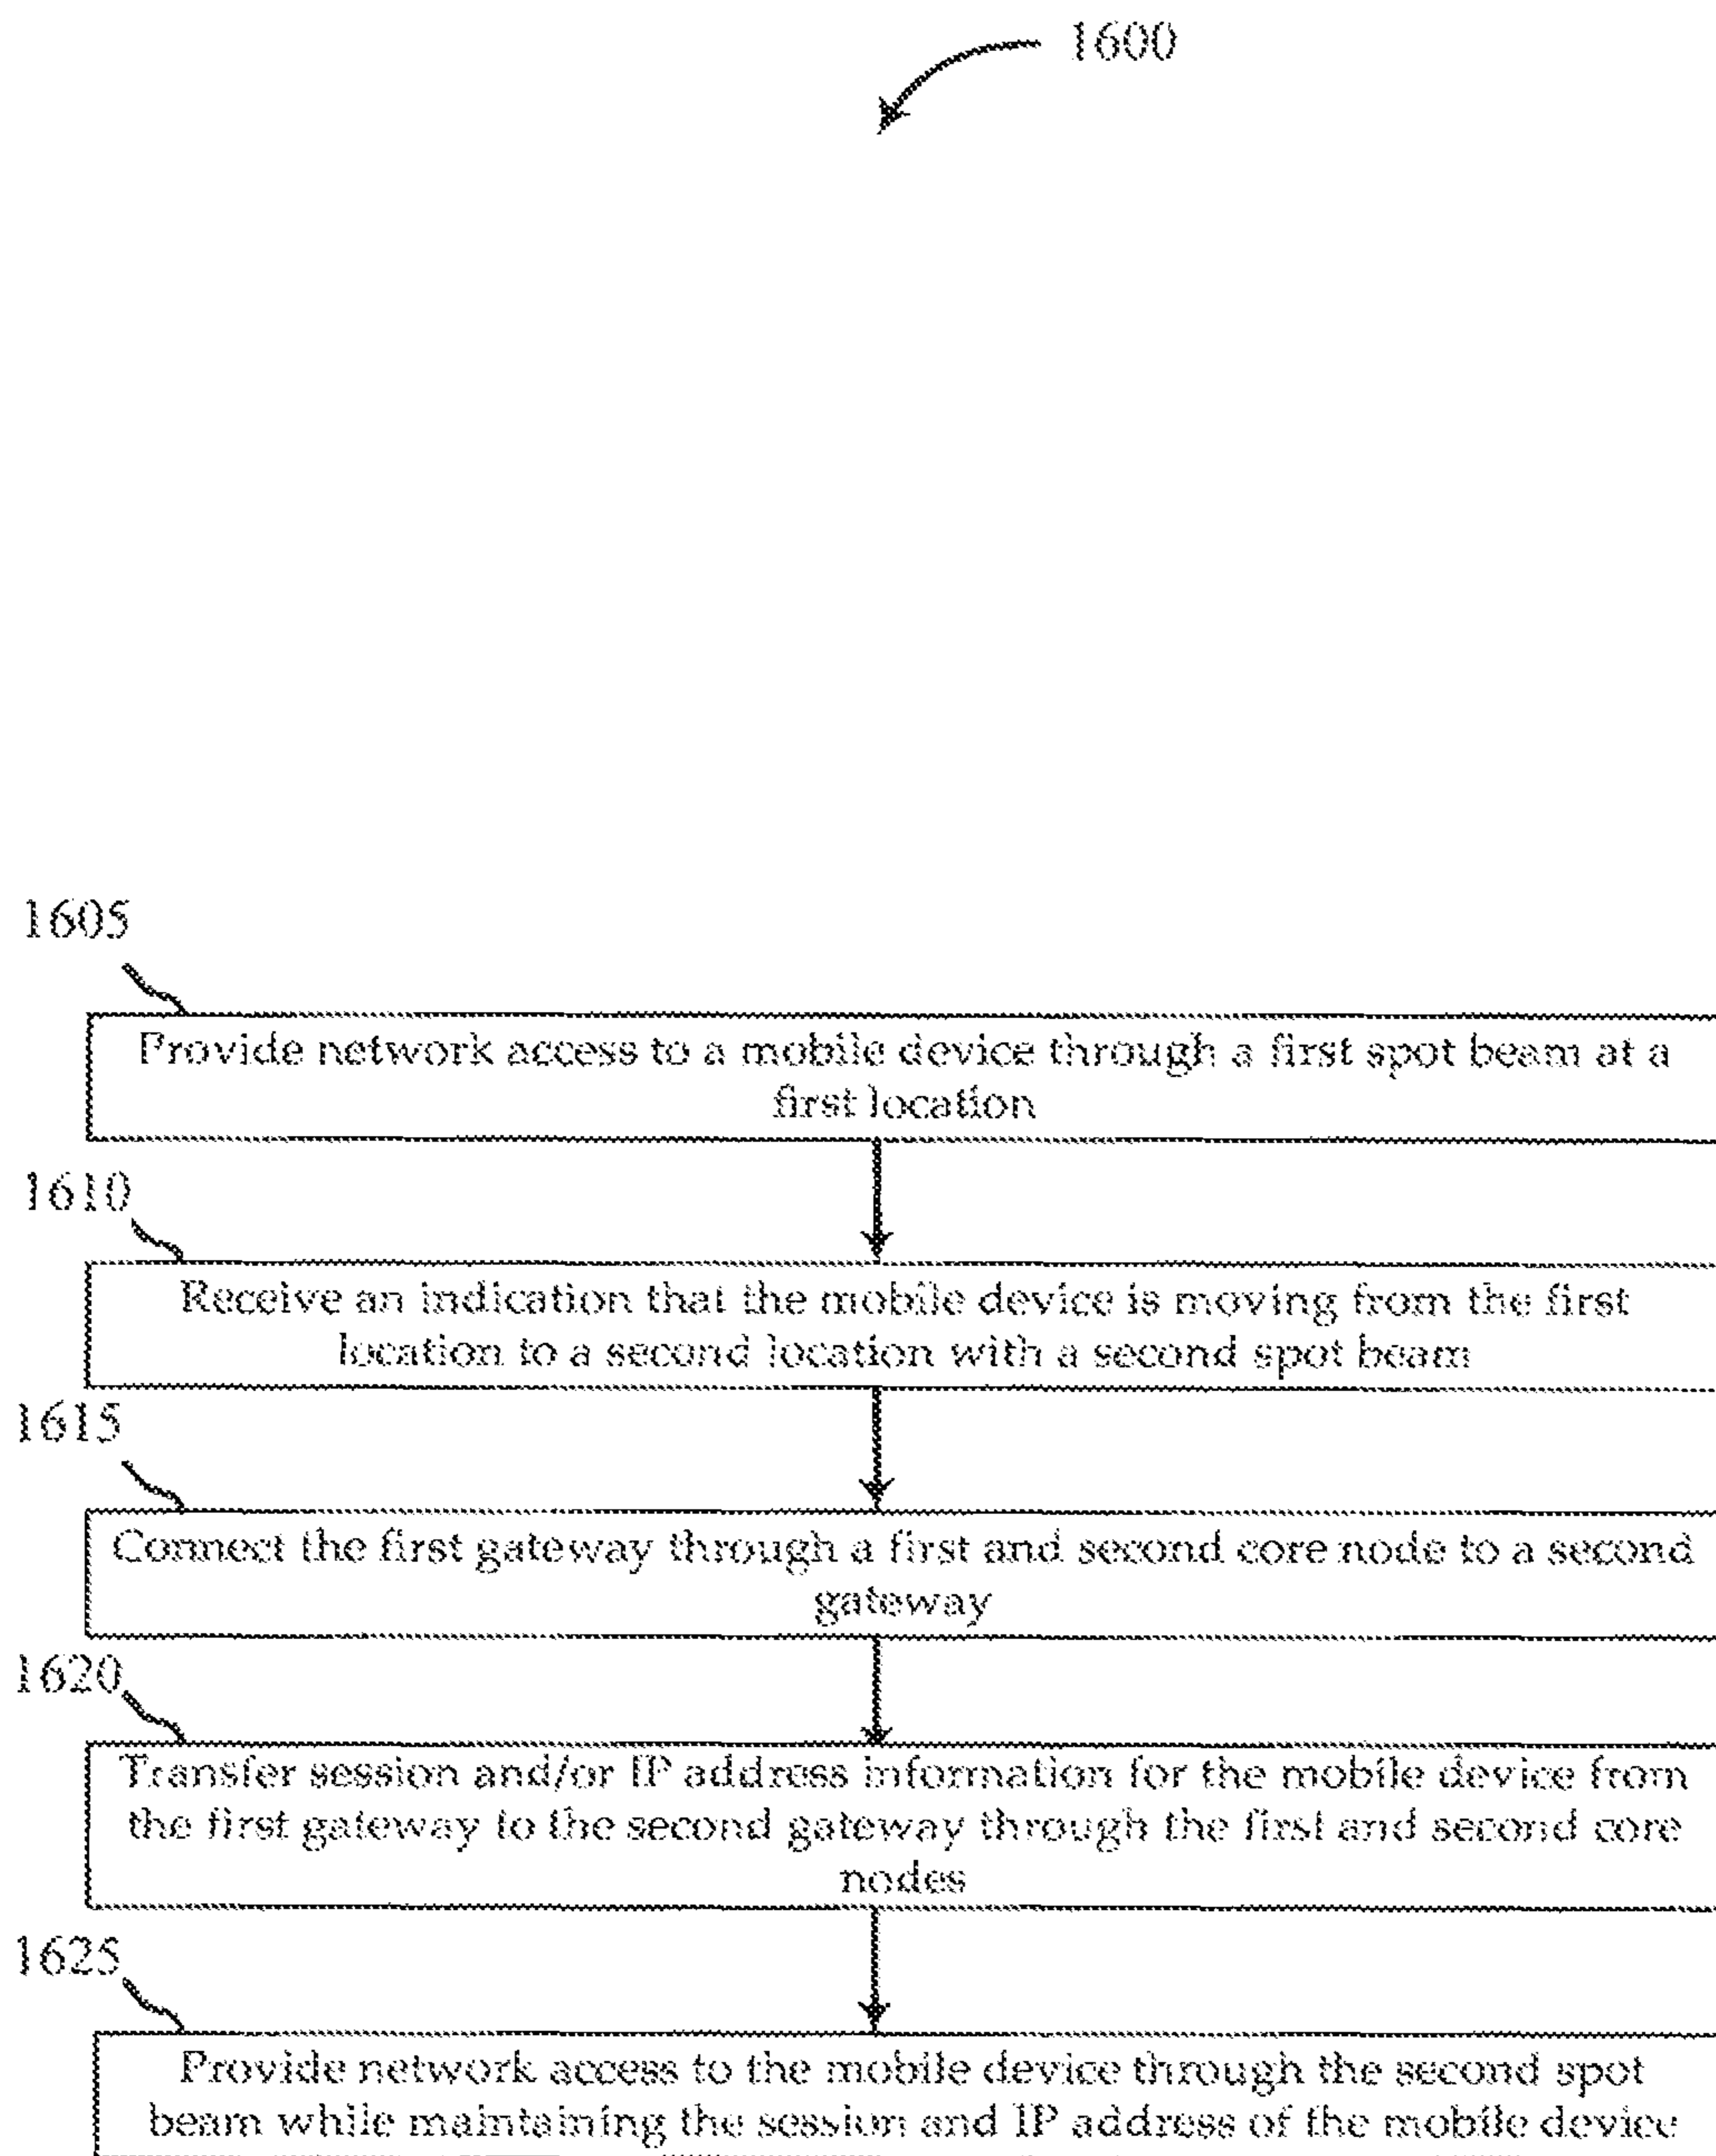 1600
1605
Provide network access to a mobile device through a first spot beam at a
first location
1610
Receive an indication that the mobile device is moving from the first
location to a second location with a second spot beam
1615
Connect the first gateway through a first and second core node to a second
gateway
1620
Transfer session and/or IP address information for the mobile device from
the first gateway to the second gateway through the first and second core
nodes
1625
Provide network access to the mobile device through the second spot
beam while maintaining the session and IP address of the mobile device